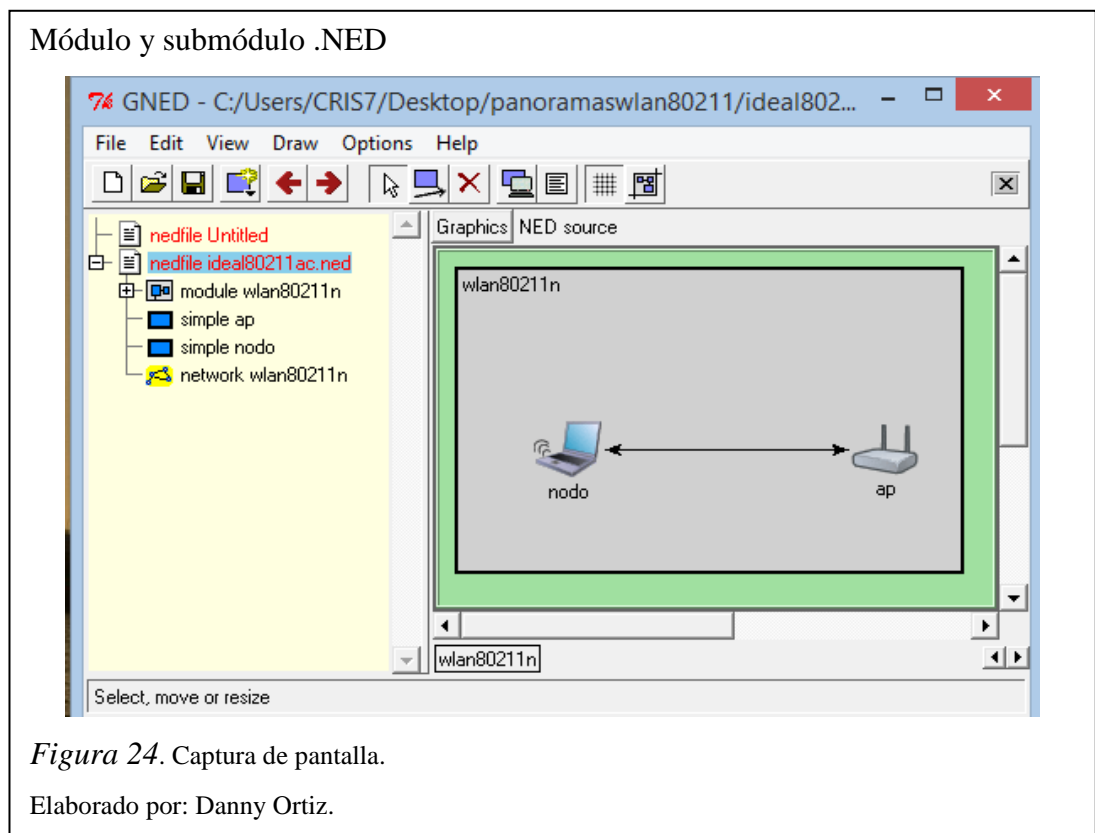 Módulo y submódulo .NED
GNED - C:/Users/CRIS7/Desktop/panoramaswlan80211/ideal802...
File Edit View Draw Options Help
nedfile Untitled
nedfile ideal80211ac.ned
module wlan80211n
simple ap
simple nodo
network wlan80211n
Graphics NED source
wlan80211n
nodo
ap
wlan80211n
Select, move or resize
Figura 24. Captura de pantalla.
Elaborado por: Danny Ortiz.